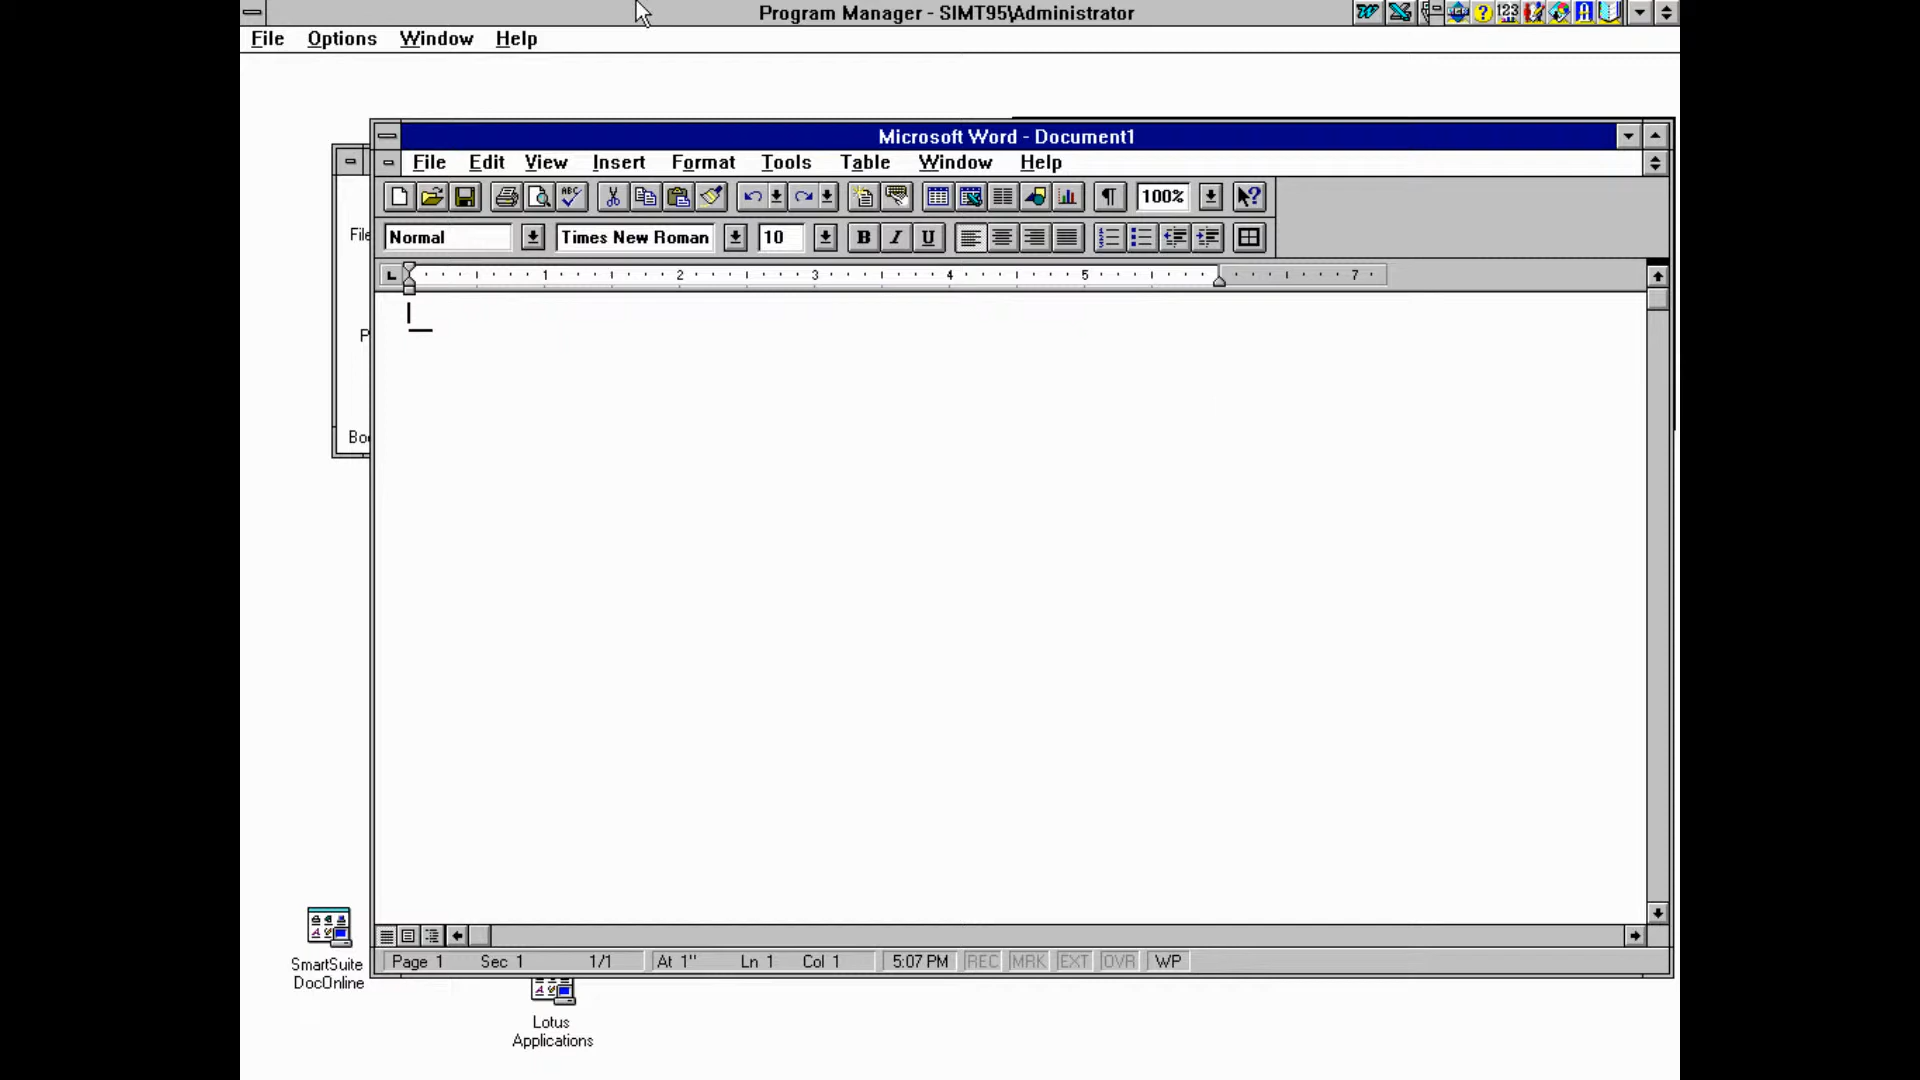 Program Manager - SIMT95\Administrator
File Options Window Help
Microsoft Word - Document1
File Edit View Insert Format Tools Table Window Help
ABC
100%
Normal Times New Roman 10 B I U
1 2 3 4 5 7
Page 1 Sec 1 1/1 At 1" Ln 1 Col 1 5:07 PM REC MRK EXT OVR WP
SmartSuite
DocOnline
Lotus
Applications